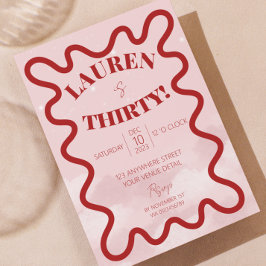 LAUREN
is
THIRTY!
SATURDAY | DEC 10 2023 | 12 'O CLOCK
123 ANYWHERE STREET
YOUR VENUE DETAIL
Rsvp
BY NOVEMBER 1ST